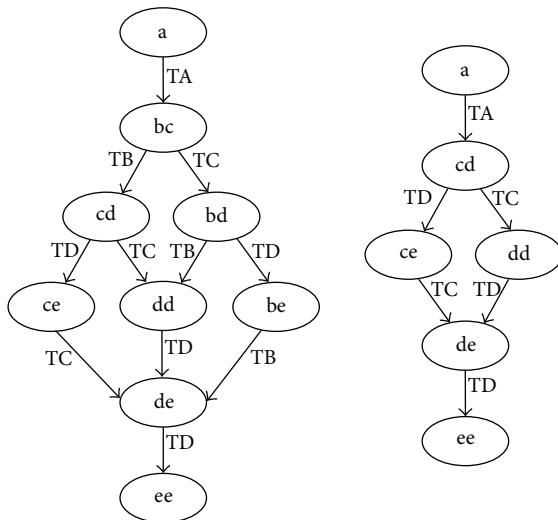 a
TA
bc
TB TC
cd bd
TD TC TB TD
ce dd be
TC TD TB
de
TD
ee
a
TA
cd
TD TC
ce dd
TC TD
de
TD
ee